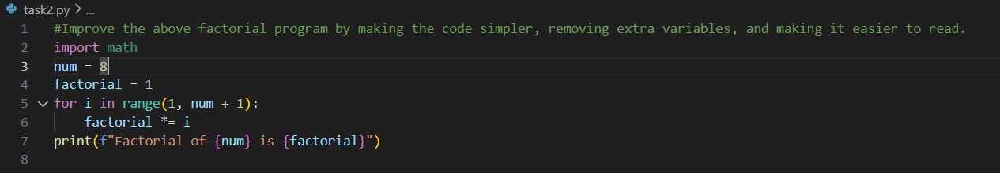 task2.py > ...
1 #Improve the above factorial program by making the code simpler, removing extra variables, and making it easier to read.
2 import math
3 num = 8
4 factorial = 1
5 for i in range(1, num + 1):
6     factorial *= i
7 print(f"Factorial of {num} is {factorial}")
8